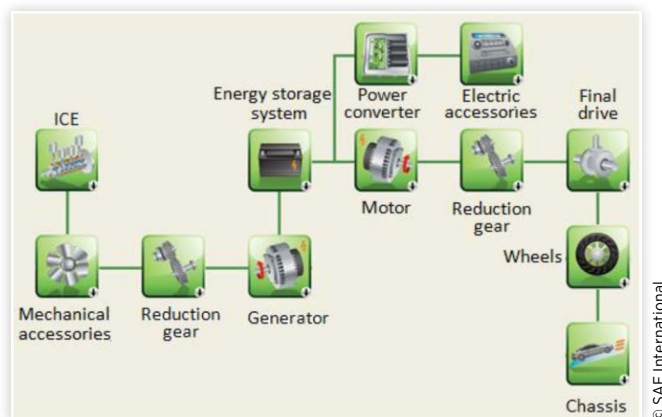 ICE
Energy storage
system
Power
converter
Electric
accessories
Final
drive
Motor
Reduction
gear
Wheels
Mechanical
accessories
Reduction
gear
Generator
Chassis
© SAE International